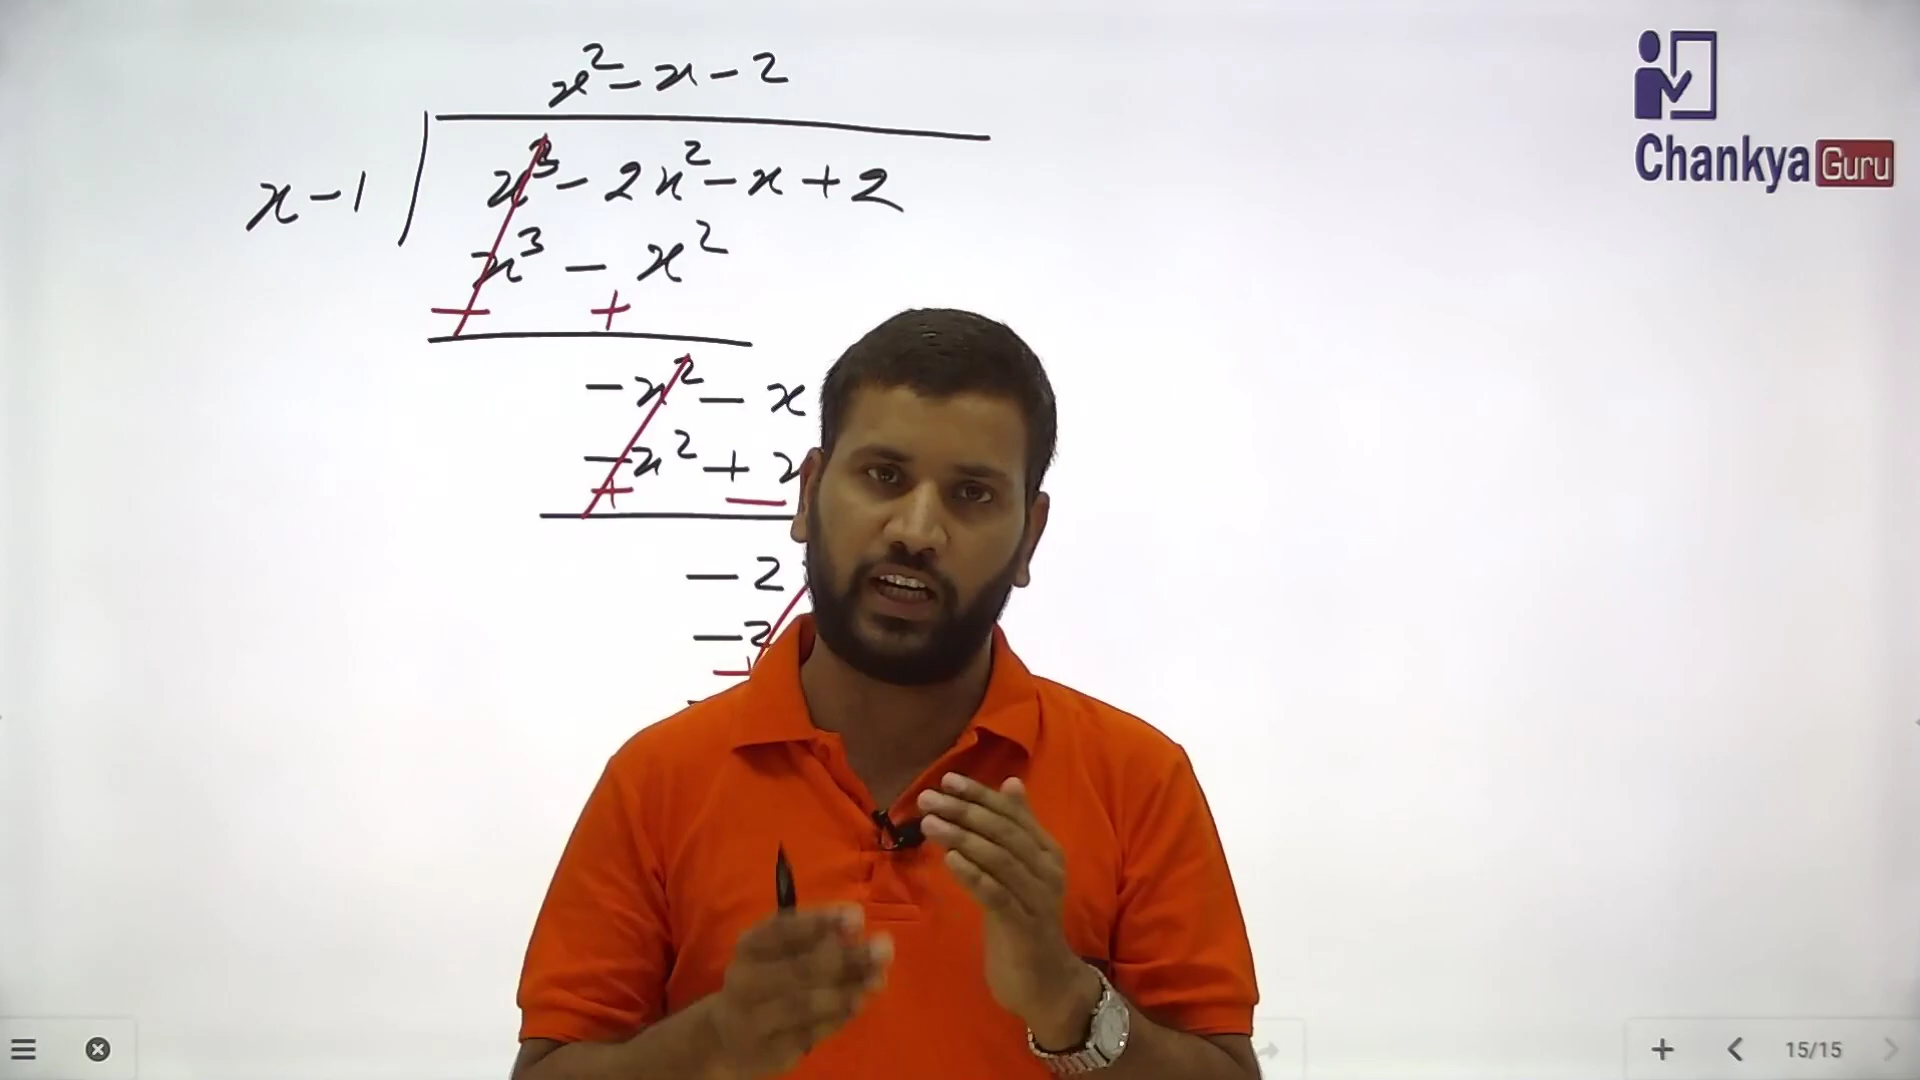 x² - x - 2
x - 1
x³ - 2x² - x + 2
x³ - x²
- +
-x² - x
-x² + x
+ -
- 2
- 2
+
Chankya Guru
15/15